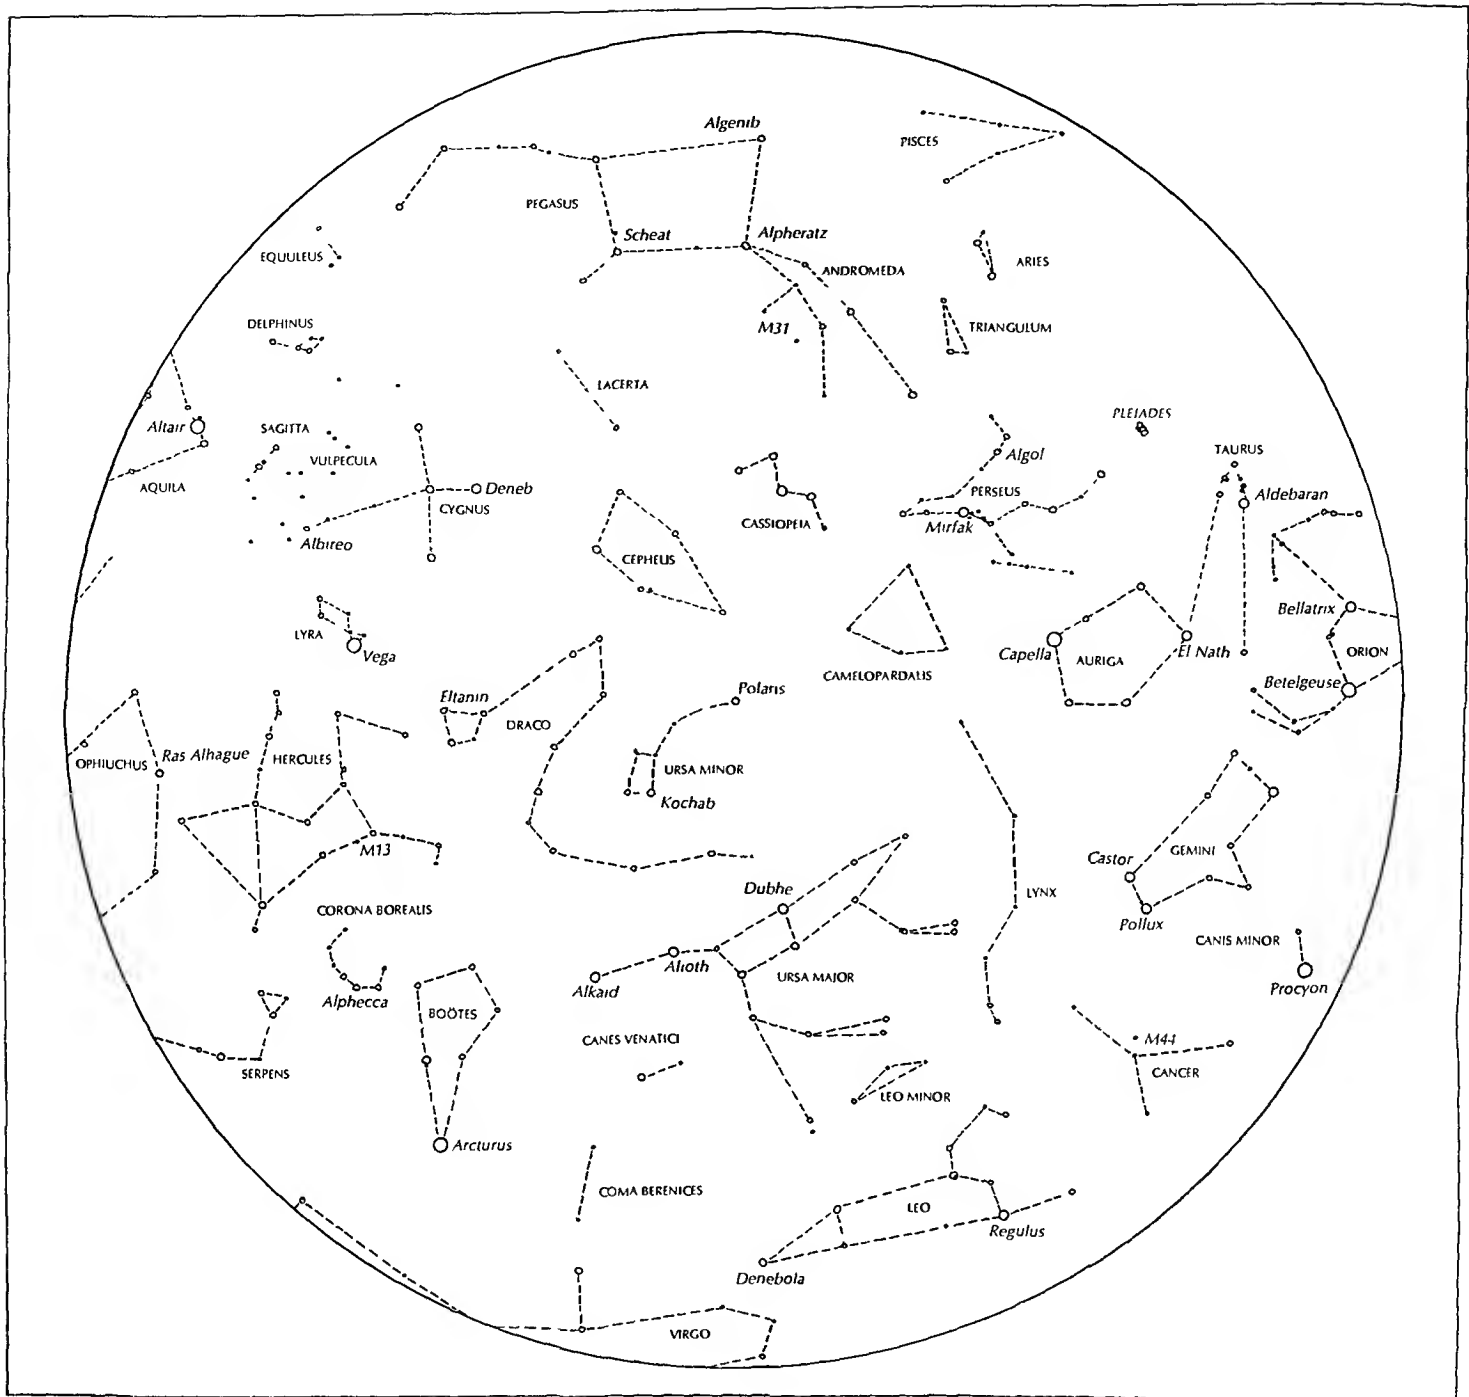 Algenib
PISCES
PEGASUS
Scheat
Alpheratz
EQUULEUS
ANDROMEDA
ARIES
DELPHINUS
M31
TRIANGULUM
LACERTA
PLEIADES
Altair
SAGITTA
Algol
TAURUS
VULPECULA
AQUILA
Deneb
PERSEUS
Aldebaran
CYGNUS
CASSIOPEIA
Mirfak
Albireo
CEPHEUS
Bellatrix
LYRA
Vega
Capella
AURIGA
El Nath
ORION
CAMELOPARDALIS
Betelgeuse
Eltanin
Polaris
DRACO
OPHIUCHUS
Ras Alhague
HERCULES
URSA MINOR
Kochab
M13
GEMINI
Castor
Dubhe
LYNX
CORONA BOREALIS
Pollux
CANIS MINOR
Alioth
URSA MAJOR
Alkaid
Procyon
Alphecca
BOÖTES
CANES VENATICI
M44
SERPENS
CANCER
LEO MINOR
Arcturus
COMA BERENICES
LEO
Regulus
Denebola
VIRGO